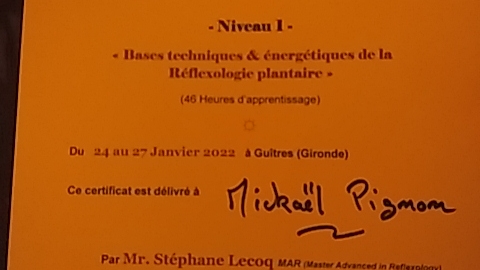 - Niveau 1 -
« Bases techniques & énergétiques de la
Réflexologie plantaire »
(46 Heures d'apprentissage)
Du 24 au 27 Janvier 2022 à Guîtres (Gironde)
Ce certificat est délivré à Mickaël Pigmom
Par Mr. Stéphane Lecoq MAR (Master Advanced in Reflexology)